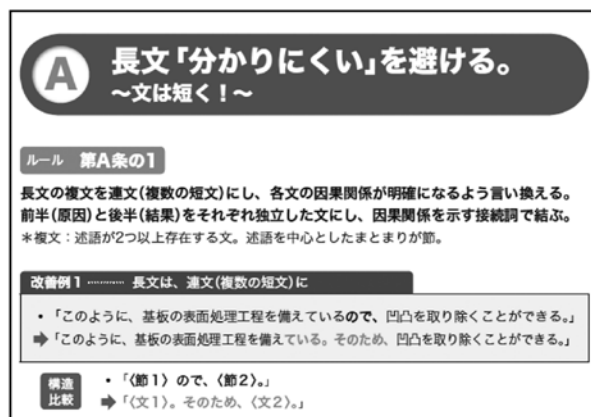 A
長文「分かりにくい」を避ける。
～文は短く！～
ルール 第A条の1
長文の複文を連文(複数の短文)にし、各文の因果関係が明確になるよう言い換える。
前半(原因)と後半(結果)をそれぞれ独立した文にし、因果関係を示す接続詞で結ぶ。
＊複文：述語が2つ以上存在する文。述語を中心としたまとまりが節。
改善例1 ……… 長文は、連文(複数の短文)に
・「このように、基板の表面処理工程を備えているので、凹凸を取り除くことができる。」
➡「このように、基板の表面処理工程を備えている。そのため、凹凸を取り除くことができる。」
構造
比較
・「〈節1〉ので、〈節2〉。」
➡「〈文1〉。そのため、〈文2〉。」